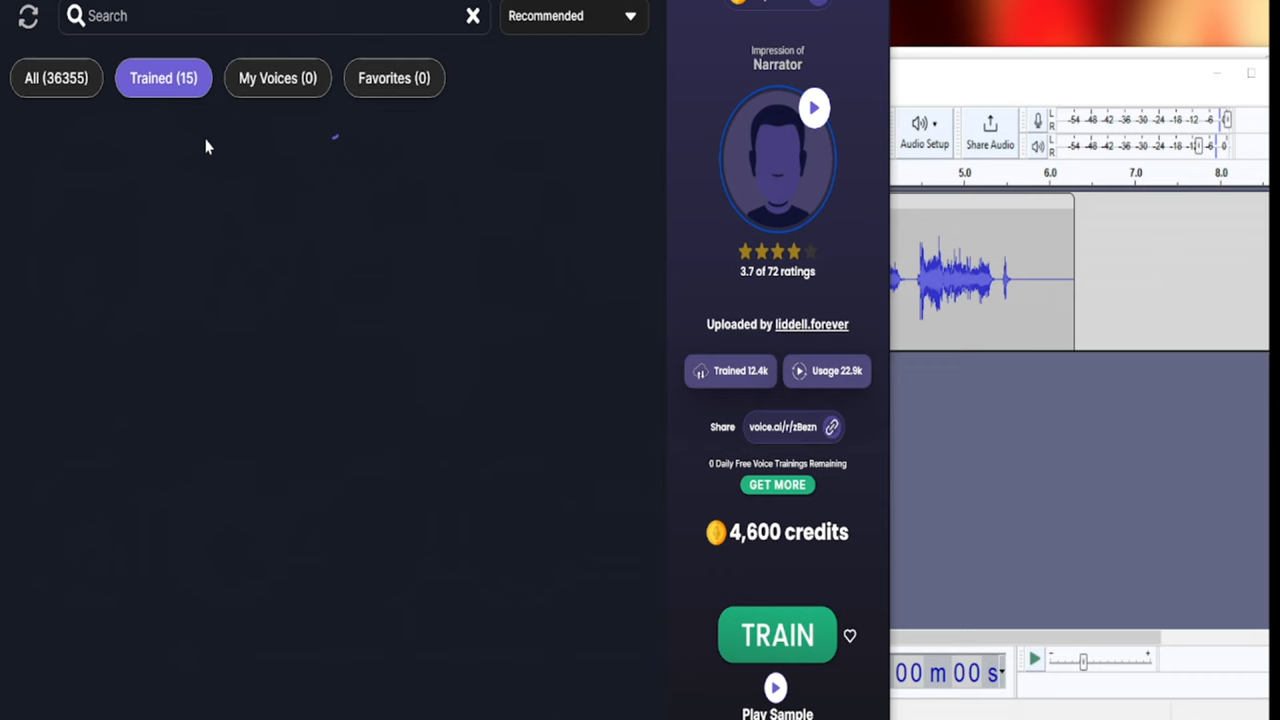 Search
Recommended
All (36355)
Trained (15)
My Voices (0)
Favorites (0)
Impression of
Narrator
3.7 of 72 ratings
Uploaded by liddell.forever
Trained 12.4k
Usage 22.9k
Share
voice.ai/r/zBezn
0 Daily Free Voice Trainings Remaining
GET MORE
4,600 credits
TRAIN
Play Sample
Audio Setup
Share Audio
L
R
-54 -48 -42 -36 -30 -24 -18 -12 -6
L
R
-54 -48 -42 -36 -30 -24 -18 -12 -6 0
5.0 6.0 7.0 8.0
00 m 00 s
- +